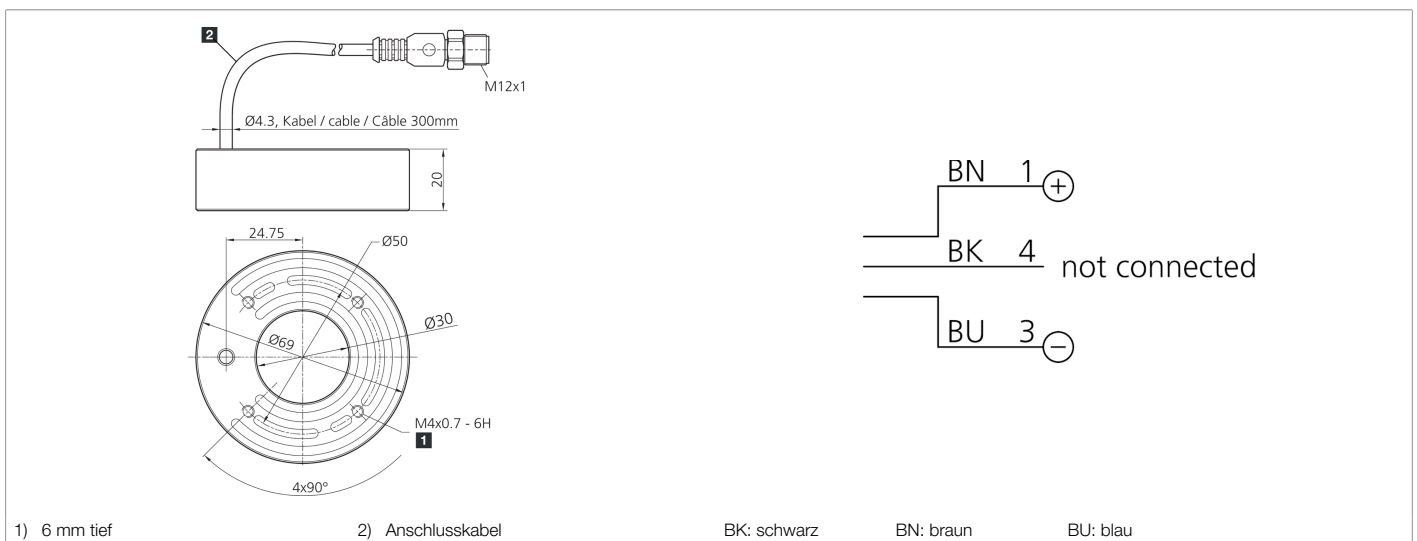 2
M12x1
Ø4.3, Kabel / cable / Câble 300mm
20
24.75
Ø50
Ø30
Ø69
M4x0.7 - 6H
1
4x90°
BN 1 +
BK 4 not connected
BU 3 −
1) 6 mm tief 2) Anschlusskabel BK: schwarz BN: braun BU: blau